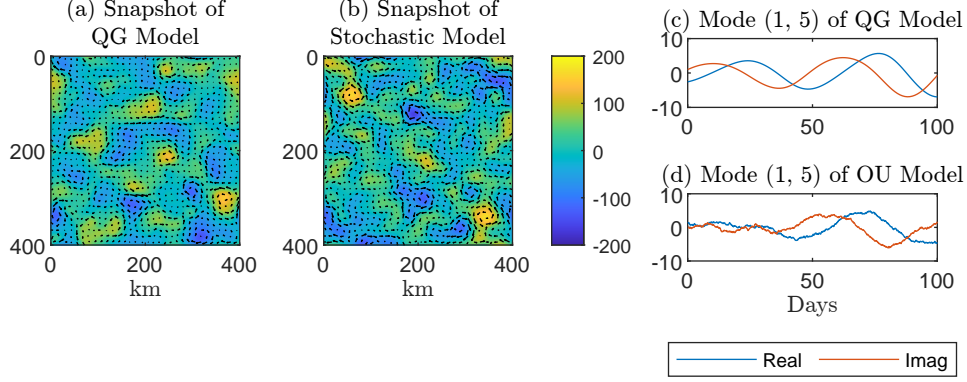 (a) Snapshot of
QG Model
(b) Snapshot of
Stochastic Model
(c) Mode (1, 5) of QG Model
0
200
400
0
200
400
km
0
200
400
0
200
400
km
200
100
0
-100
-200
10
0
-10
0
50
100
(d) Mode (1, 5) of OU Model
10
0
-10
0
50
100
Days
Real
Imag